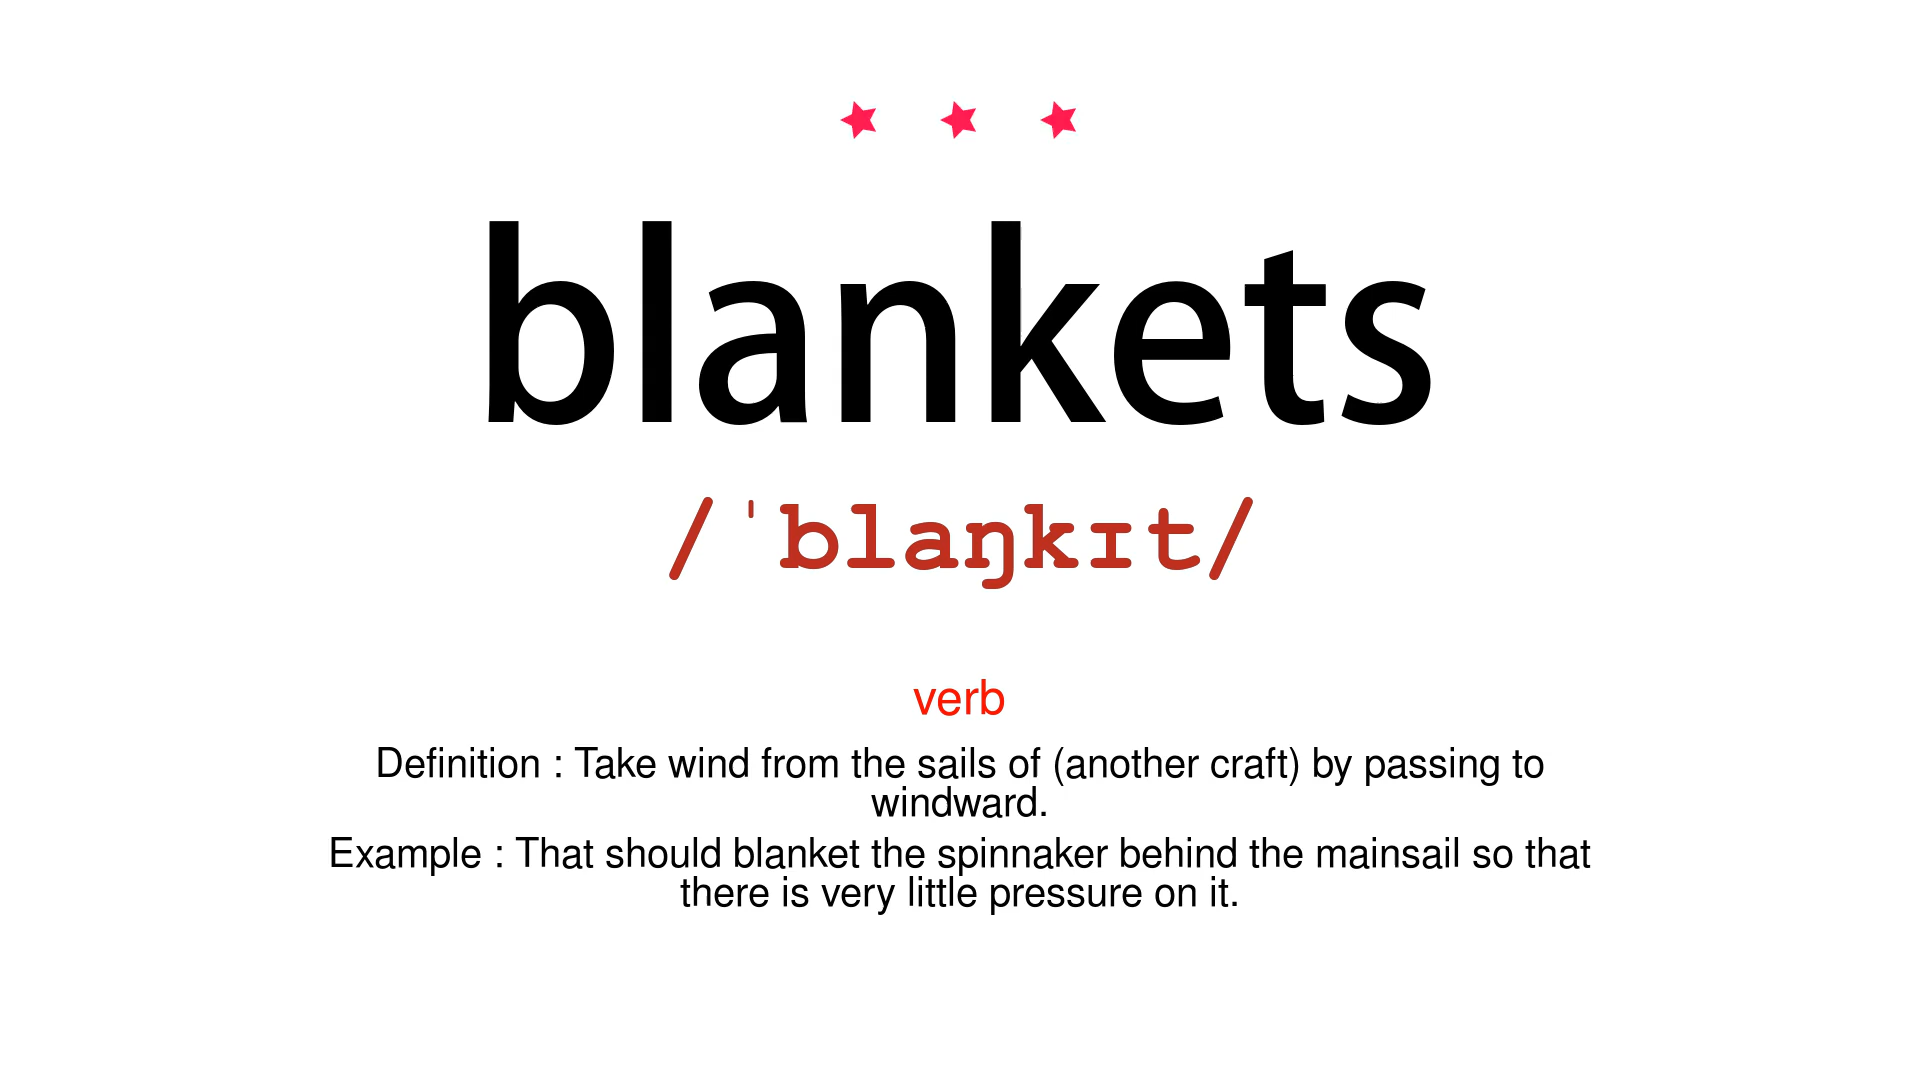 blankets
/ˈblaŋkɪt/
verb
Definition : Take wind from the sails of (another craft) by passing to
windward.
Example : That should blanket the spinnaker behind the mainsail so that
there is very little pressure on it.